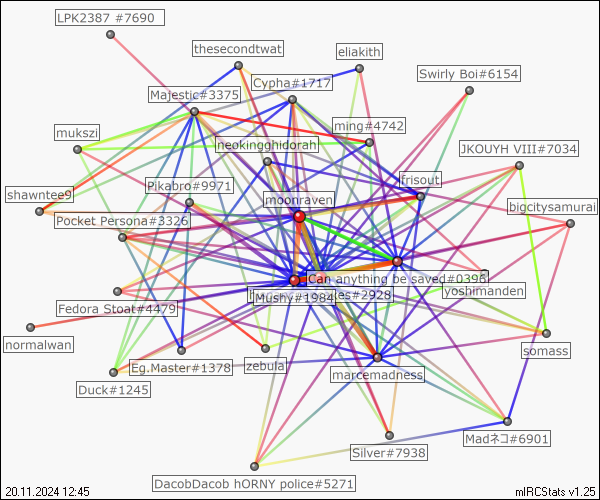 LPK2387 #7690
thesecondtwat
eliakith
Swirly Boi#6154
Cypha#1717
Majestic#3375
ming#4742
mukszi
neokingghidorah
JKOUYH VIII#7034
frisout
Pikabro#9971
shawntee9
moonraven
bigcitysamurai
Pocket Persona#3326
Can anything be saved#0396
es#2928
Mushy#1984
yoshimanden
Fedora Stoat#4479
normalwan
somass
Eg.Master#1378
zebula
marcemadness
Duck#1245
Madネコ#6901
Silver#7938
DacobDacob hORNY police#5271
20.11.2024 12:45
mIRCStats v1.25